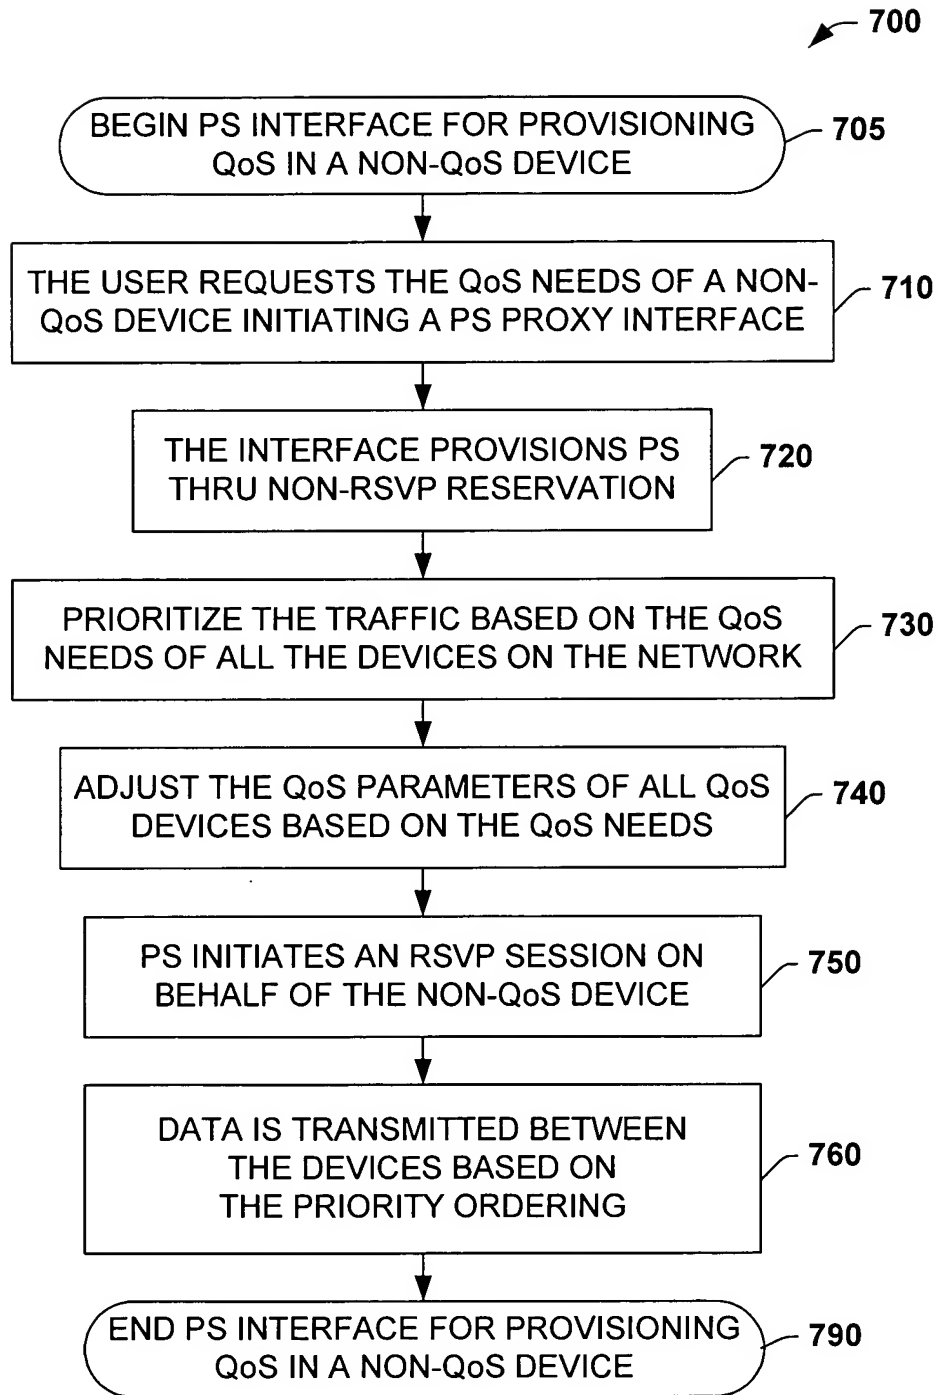 700
BEGIN PS INTERFACE FOR PROVISIONING
QoS IN A NON-QoS DEVICE
705
THE USER REQUESTS THE QoS NEEDS OF A NON-
QoS DEVICE INITIATING A PS PROXY INTERFACE
710
THE INTERFACE PROVISIONS PS
THRU NON-RSVP RESERVATION
720
PRIORITIZE THE TRAFFIC BASED ON THE QoS
NEEDS OF ALL THE DEVICES ON THE NETWORK
730
ADJUST THE QoS PARAMETERS OF ALL QoS
DEVICES BASED ON THE QoS NEEDS
740
PS INITIATES AN RSVP SESSION ON
BEHALF OF THE NON-QoS DEVICE
750
DATA IS TRANSMITTED BETWEEN
THE DEVICES BASED ON
THE PRIORITY ORDERING
760
END PS INTERFACE FOR PROVISIONING
QoS IN A NON-QoS DEVICE
790